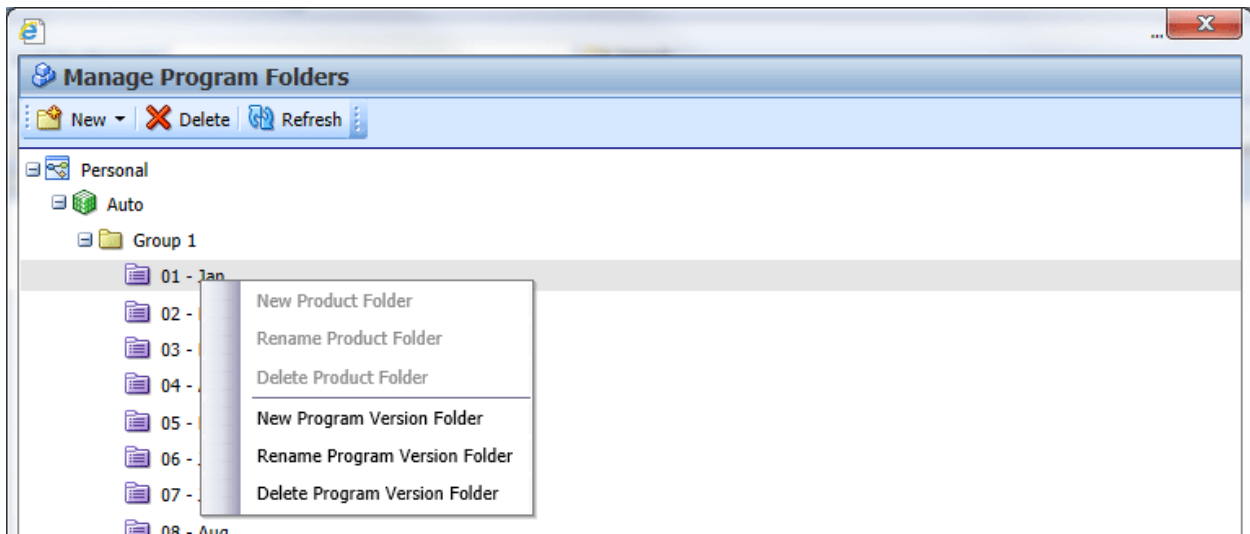 ...
X
Manage Program Folders
New Delete Refresh
Personal
Auto
Group 1
01 - Jan
New Product Folder
02 -
Rename Product Folder
03 -
Delete Product Folder
04 -
New Program Version Folder
05 -
Rename Program Version Folder
06 -
Delete Program Version Folder
07 -
08 - Aug